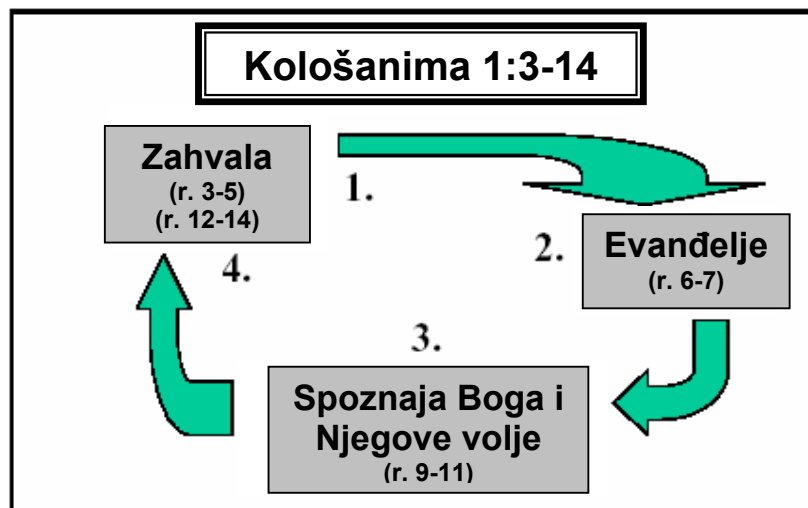 Kološanima 1:3-14
Zahvala
(r. 3-5)
(r. 12-14)
1.
2.
Evanđelje
(r. 6-7)
3.
Spoznaja Boga i
Njegove volje
(r. 9-11)
4.